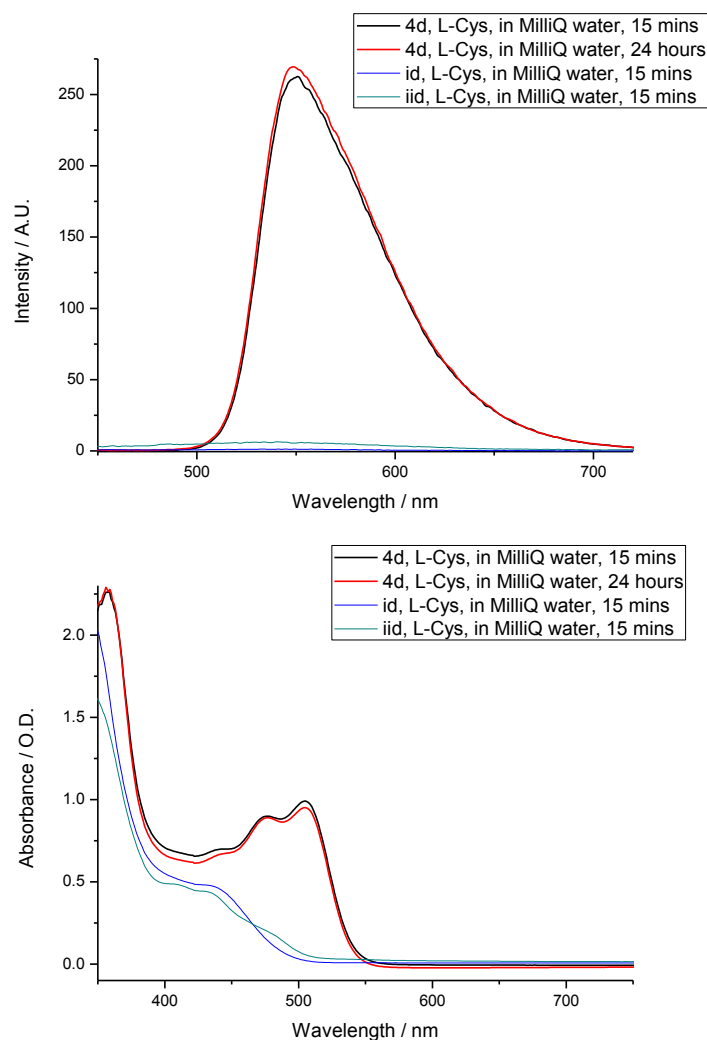 4d, L-Cys, in MilliQ water, 15 mins
4d, L-Cys, in MilliQ water, 24 hours
id, L-Cys, in MilliQ water, 15 mins
iid, L-Cys, in MilliQ water, 15 mins
250
200
150
100
50
0
Intensity / A.U.
500
600
700
Wavelength / nm
4d, L-Cys, in MilliQ water, 15 mins
4d, L-Cys, in MilliQ water, 24 hours
id, L-Cys, in MilliQ water, 15 mins
iid, L-Cys, in MilliQ water, 15 mins
2.0
1.5
1.0
0.5
0.0
Absorbance / O.D.
400
500
600
700
Wavelength / nm